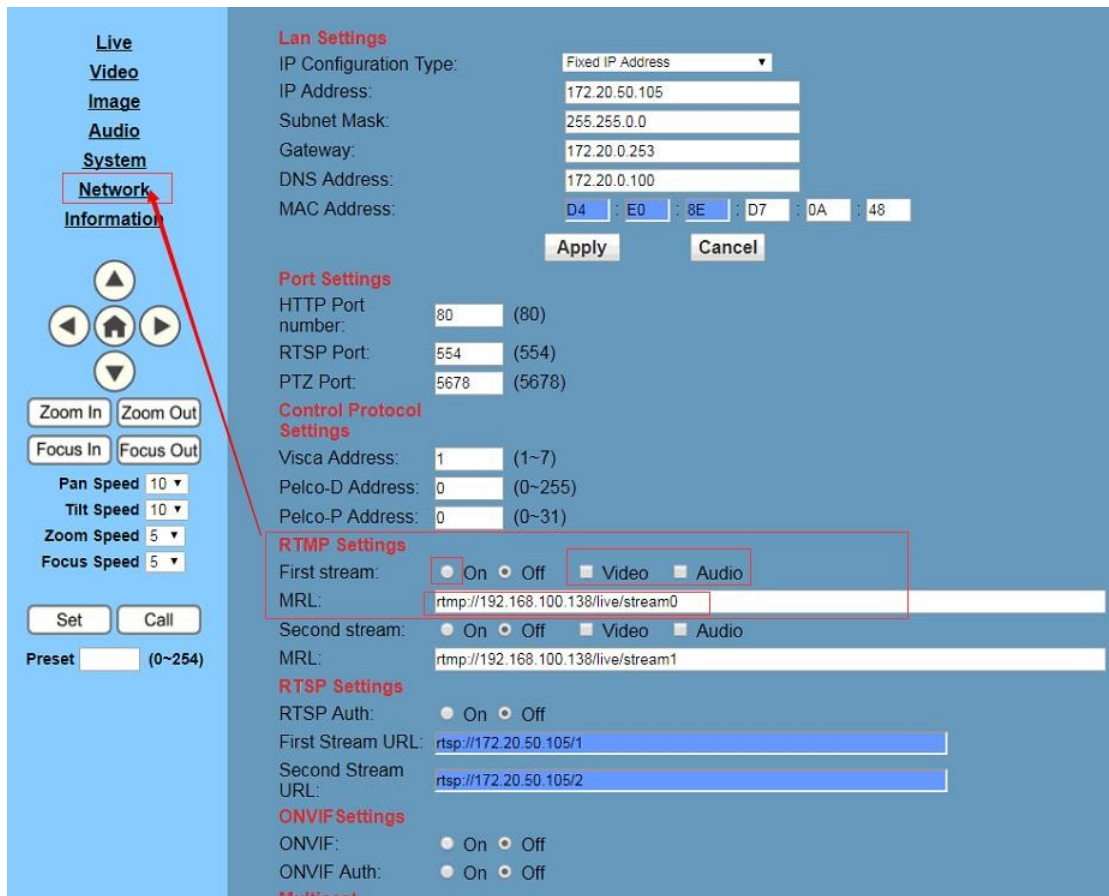 Live
Video
Image
Audio
System
Network
Information
Zoom In Zoom Out
Focus In Focus Out
Pan Speed 10
Tilt Speed 10
Zoom Speed 5
Focus Speed 5
Set Call
Preset (0~254)
Lan Settings
IP Configuration Type: Fixed IP Address
IP Address: 172.20.50.105
Subnet Mask: 255.255.0.0
Gateway: 172.20.0.253
DNS Address: 172.20.0.100
MAC Address: D4 : E0 : 8E : D7 : 0A : 48
Apply Cancel
Port Settings
HTTP Port
number: 80 (80)
RTSP Port: 554 (554)
PTZ Port: 5678 (5678)
Control Protocol
Settings
Visca Address: 1 (1~7)
Pelco-D Address: 0 (0~255)
Pelco-P Address: 0 (0~31)
RTMP Settings
First stream: On Off Video Audio
MRL: rtmp://192.168.100.138/live/stream0
Second stream: On Off Video Audio
MRL: rtmp://192.168.100.138/live/stream1
RTSP Settings
RTSP Auth: On Off
First Stream URL: rtsp://172.20.50.105/1
Second Stream
URL: rtsp://172.20.50.105/2
ONVIFSettings
ONVIF: On Off
ONVIF Auth: On Off
Multicast